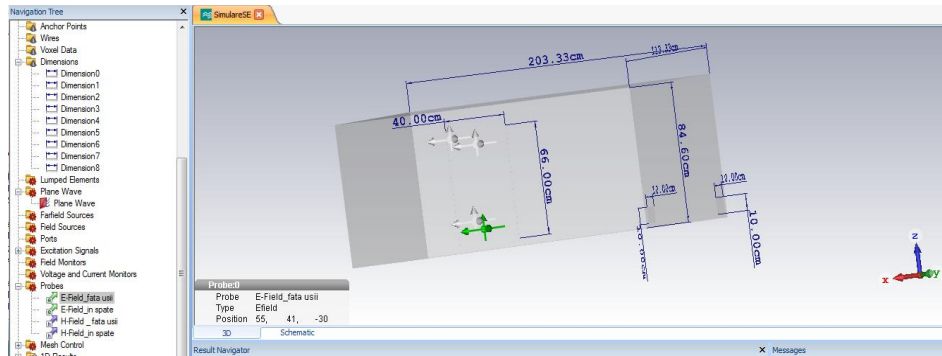 Navigation Tree
Anchor Points
Wires
Voxel Data
Dimensions
Dimension0
Dimension1
Dimension2
Dimension3
Dimension4
Dimension5
Dimension6
Dimension7
Dimension8
Lumped Elements
Plane Wave
Plane Wave
Farfield Sources
Field Sources
Ports
Excitation Signals
Field Monitors
Voltage and Current Monitors
Probes
E-Field_fata usii
E-Field_in spate
H-Field _ fata usii
H-Field_in spate
Mesh Control
1D Results
SimulareSE
203.33cm
40.00cm
66.00cm
84.60cm
10.00cm
z
x
y
Probe:0
Probe E-Field_fata usii
Type Efield
Position 55, 41, -30
3D Schematic
Result Navigator
Messages